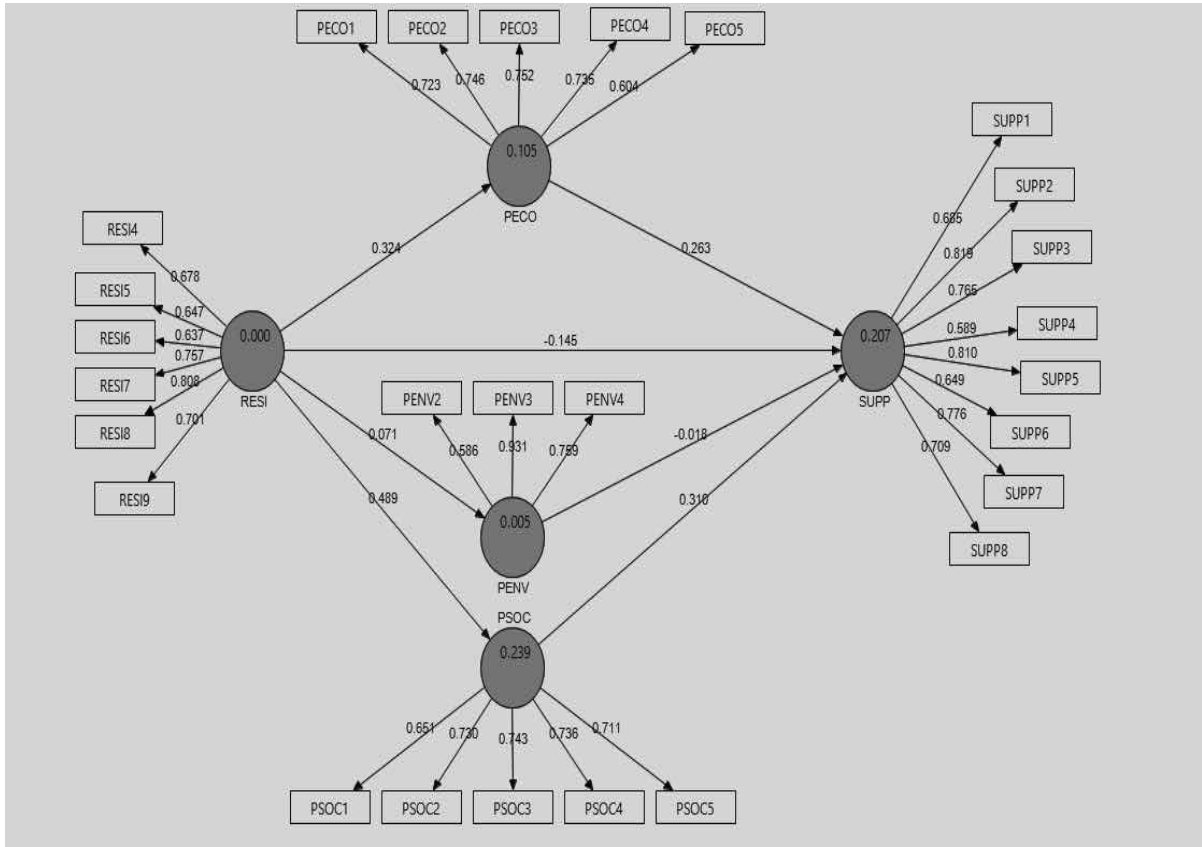 PECO1
PECO2
PECO3
PECO4
PECO5
0.723
0.746
0.752
0.735
0.604
0.105
PECO
SUPP1
SUPP2
SUPP3
SUPP4
SUPP5
SUPP6
SUPP7
SUPP8
0.685
0.819
0.765
0.589
0.810
0.649
0.776
0.709
0.207
SUPP
RESI4
RESI5
RESI6
RESI7
RESI8
RESI9
0.678
0.647
0.637
0.757
0.808
0.701
0.000
RESI
0.324
0.263
-0.145
0.071
-0.018
0.489
0.310
PENV2
PENV3
PENV4
0.586
0.931
0.759
0.005
PENV
PSOC
0.239
0.651
0.730
0.743
0.736
0.711
PSOC1
PSOC2
PSOC3
PSOC4
PSOC5